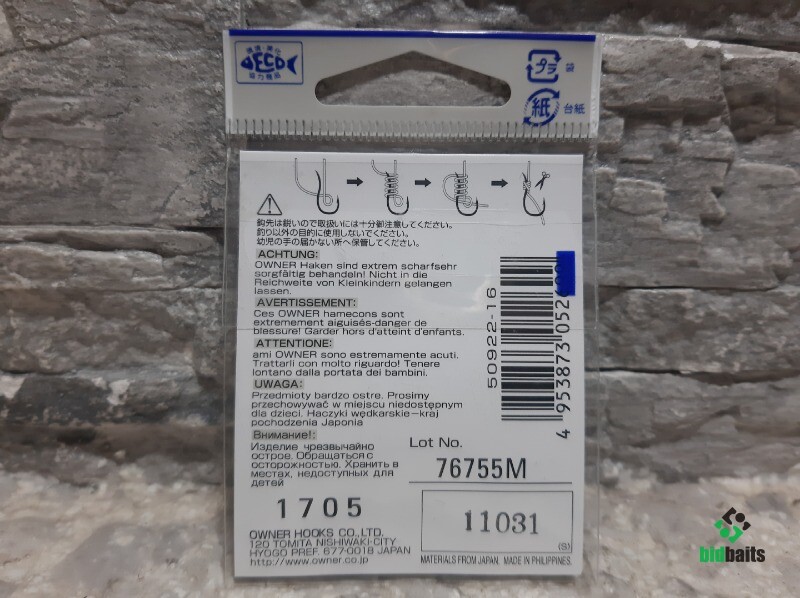 ECO
プラ 袋
紙 台紙
鈎先は鋭いので取扱いには十分御注意してください。
釣り以外の目的に使用しないでください。
幼児の手の届かない所へ保管してください。
ACHTUNG:
OWNER Haken sind extrem scharfsehr
sorgfältig behandeln! Nicht in die
Reichweite von Kleinkindern gelangen
lassen.
AVERTISSEMENT:
Ces OWNER hamecons sont
extremement aiguisés-danger de
blessure! Garder hors d'atteint d'enfants.
ATTENTIONE:
ami OWNER sono estremamente acuti.
Trattarli con molto riguardo! Tenere
lontano dalla portata dei bambini.
UWAGA:
Przedmioty bardzo ostre. Prosimy
przechowywać w miejscu niedostępnym
dla dzieci. Haczyki wędkarskie-kraj
pochodzenia Japonia
Внимание!:
Изделие чрезвычайно
острое. Обращаться с
осторожностью. Хранить в
местах, недоступных для
детей
1705
OWNER HOOKS CO.,LTD.
120 TOMITA NISHIWAKI-CITY
HYOGO PREF. 677-0018 JAPAN
http://www.owner.co.jp
50922-16
4 953873 052
Lot No.
76755M
11031
(S)
MATERIALS FROM JAPAN. MADE IN PHILIPPINES.
bidbaits